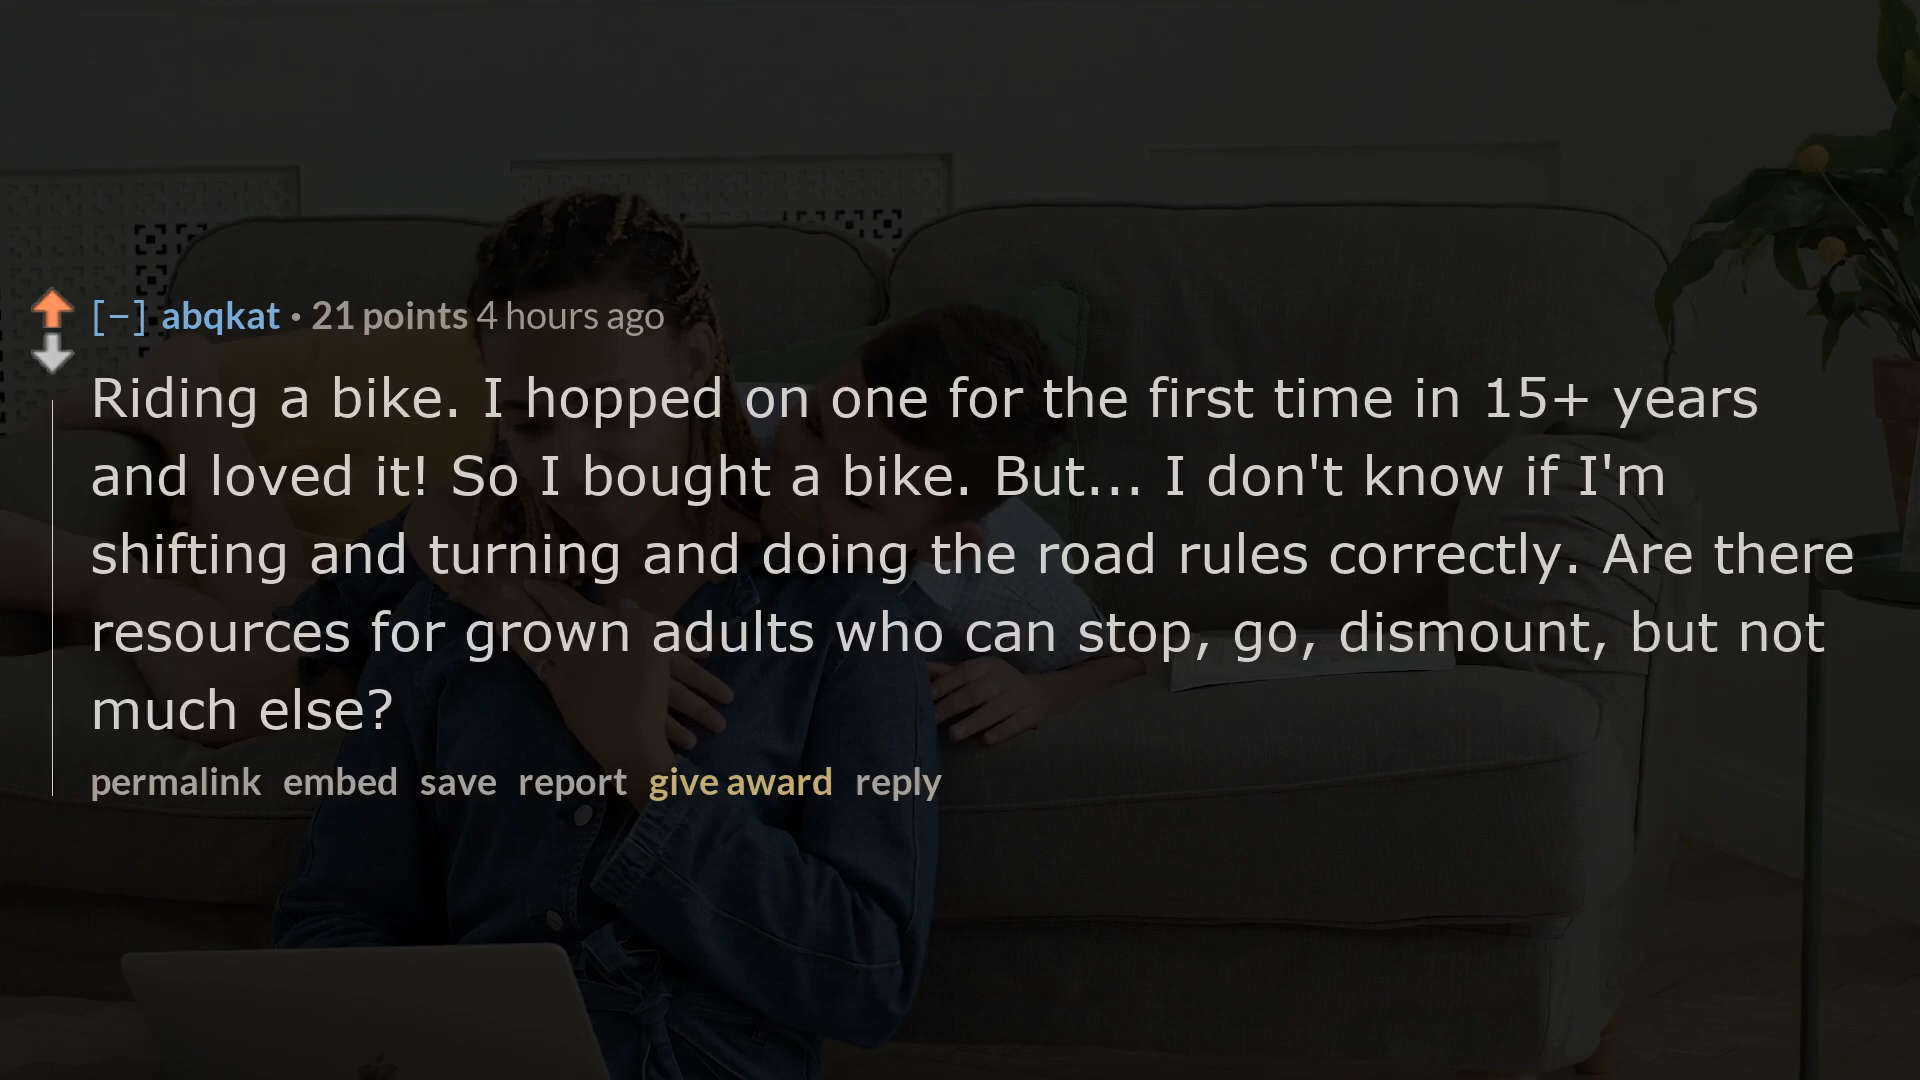 [–] abqkat · 21 points 4 hours ago
Riding a bike. I hopped on one for the first time in 15+ years
and loved it! So I bought a bike. But... I don't know if I'm
shifting and turning and doing the road rules correctly. Are there
resources for grown adults who can stop, go, dismount, but not
much else?
permalink embed save report give award reply